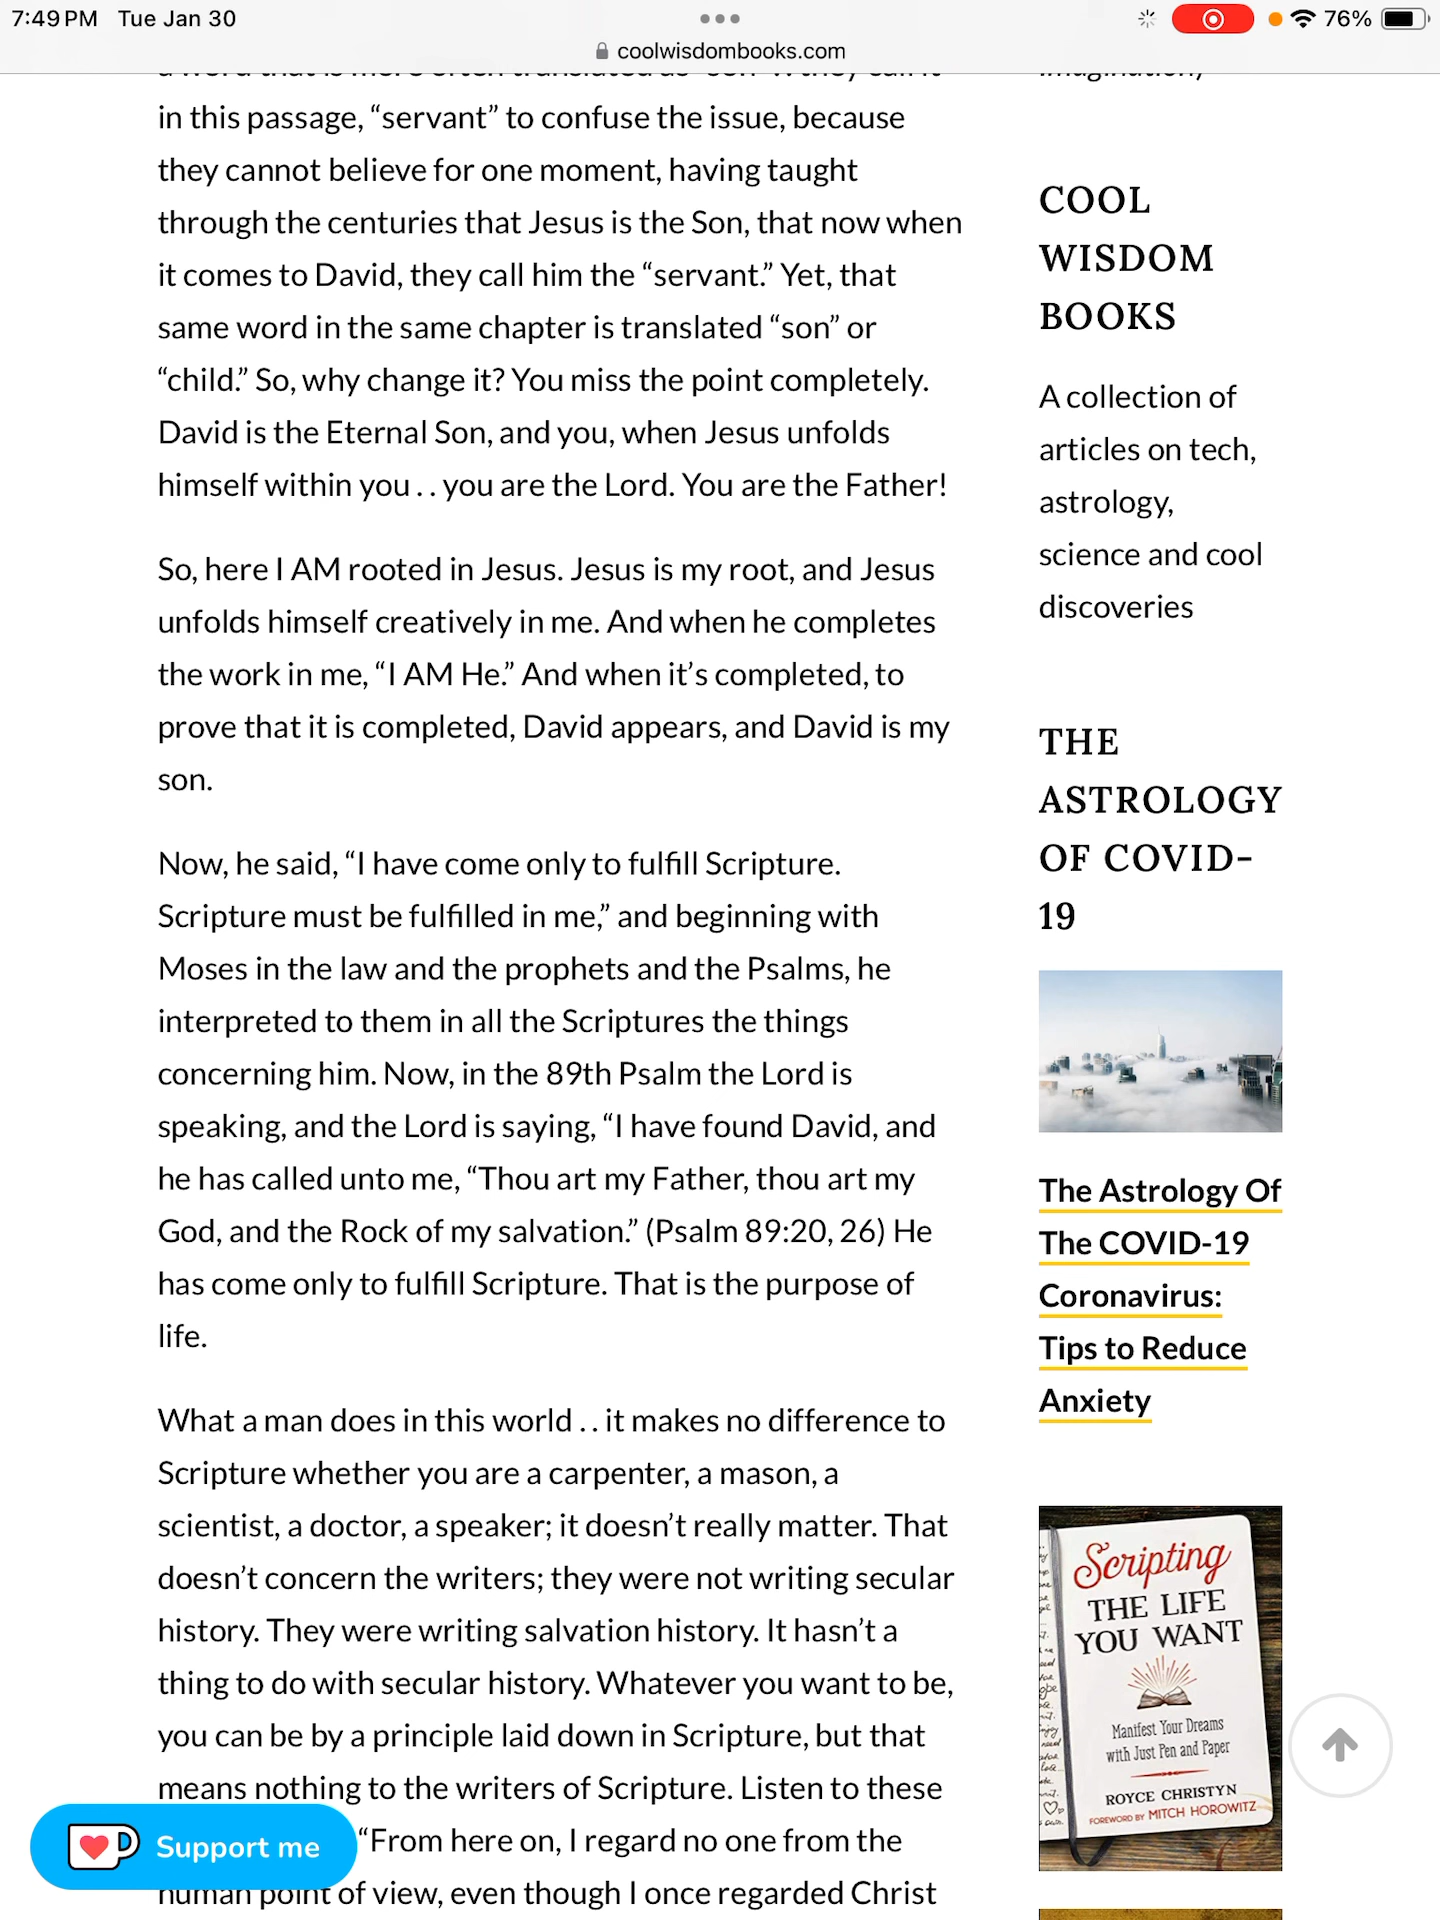 7:49 PM Tue Jan 30
76%
coolwisdombooks.com
in this passage, “servant” to confuse the issue, because
they cannot believe for one moment, having taught
through the centuries that Jesus is the Son, that now when
it comes to David, they call him the “servant.” Yet, that
same word in the same chapter is translated “son” or
“child.” So, why change it? You miss the point completely.
David is the Eternal Son, and you, when Jesus unfolds
himself within you . . you are the Lord. You are the Father!
So, here I AM rooted in Jesus. Jesus is my root, and Jesus
unfolds himself creatively in me. And when he completes
the work in me, “I AM He.” And when it’s completed, to
prove that it is completed, David appears, and David is my
son.
Now, he said, “I have come only to fulfill Scripture.
Scripture must be fulfilled in me,” and beginning with
Moses in the law and the prophets and the Psalms, he
interpreted to them in all the Scriptures the things
concerning him. Now, in the 89th Psalm the Lord is
speaking, and the Lord is saying, “I have found David, and
he has called unto me, “Thou art my Father, thou art my
God, and the Rock of my salvation.” (Psalm 89:20, 26) He
has come only to fulfill Scripture. That is the purpose of
life.
What a man does in this world . . it makes no difference to
Scripture whether you are a carpenter, a mason, a
scientist, a doctor, a speaker; it doesn’t really matter. That
doesn’t concern the writers; they were not writing secular
history. They were writing salvation history. It hasn’t a
thing to do with secular history. Whatever you want to be,
you can be by a principle laid down in Scripture, but that
means nothing to the writers of Scripture. Listen to these
“From here on, I regard no one from the
human point of view, even though I once regarded Christ
Support me
imagination)
COOL
WISDOM
BOOKS
A collection of
articles on tech,
astrology,
science and cool
discoveries
THE
ASTROLOGY
OF COVID-
19
The Astrology Of
The COVID-19
Coronavirus:
Tips to Reduce
Anxiety
Scripting
THE LIFE
YOU WANT
Manifest Your Dreams
with Just Pen and Paper
ROYCE CHRISTYN
FOREWORD BY MITCH HOROWITZ